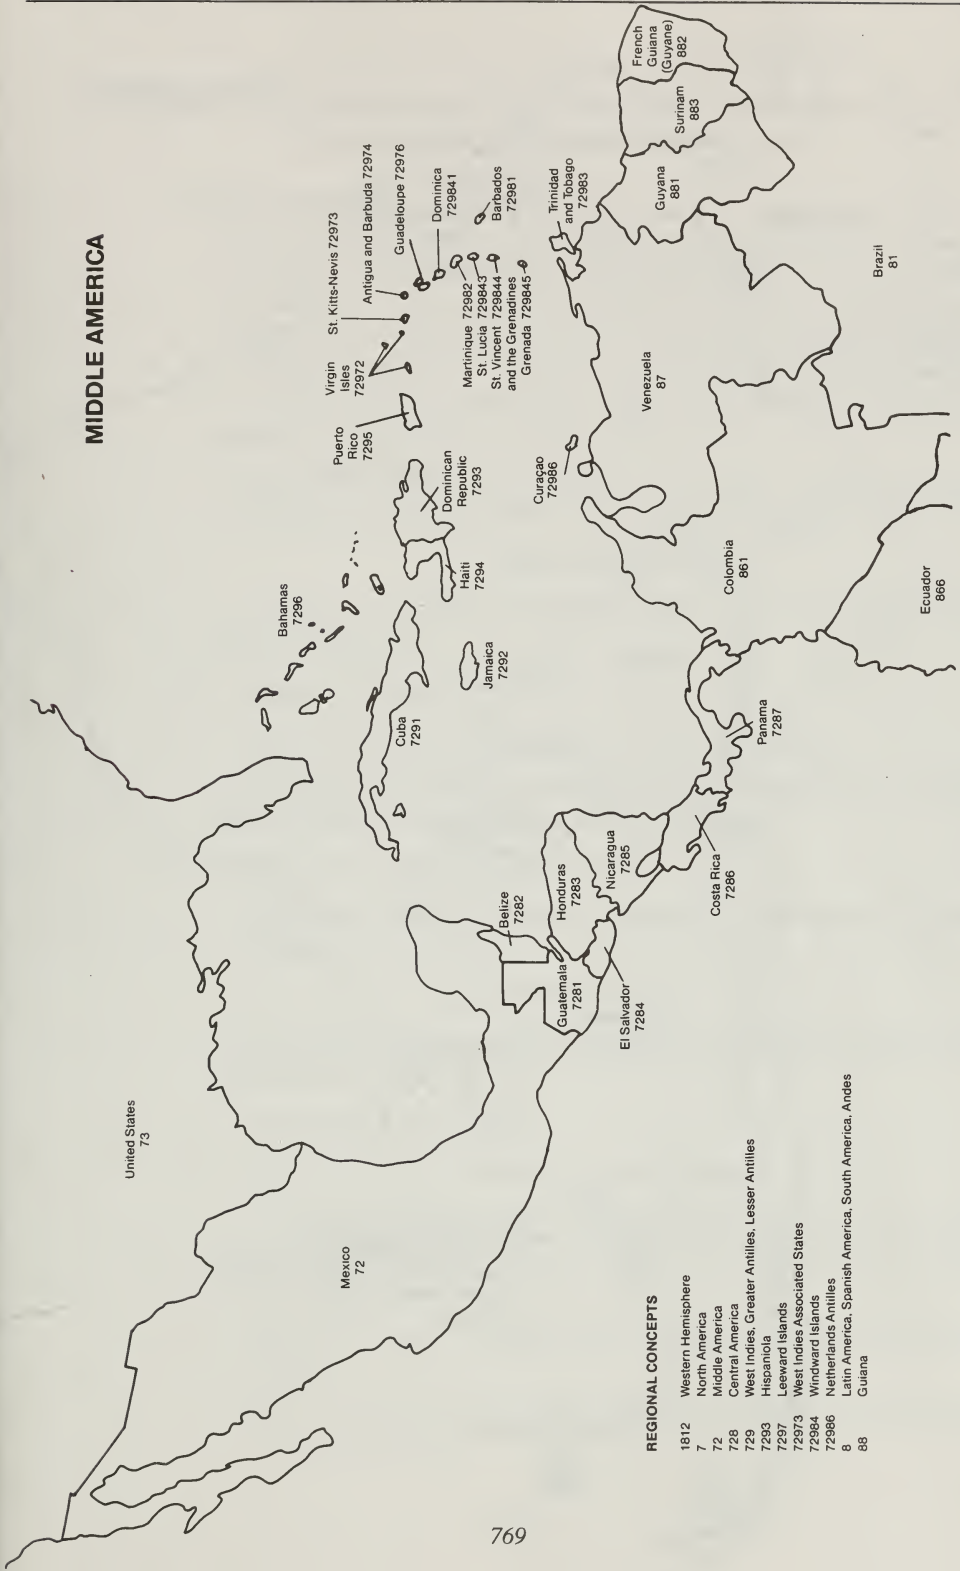 MIDDLE AMERICA
United States
73
Mexico
72
Bahamas
7296
Cuba
7291
Jamaica
7292
Haiti
7294
Dominican
Republic
7293
Puerto
Rico
7295
Virgin
Isles
72972
St. Kitts-Nevis 72973
Antigua and Barbuda 72974
Guadeloupe 72976
Dominica
729841
Martinique 72982
St. Lucia 729843
St. Vincent 729844
and the Grenadines
Grenada 729845
Barbados
72981
Trinidad
and Tobago
72983
Curaçao
72986
Belize
7282
Guatemala
7281
Honduras
7283
El Salvador
7284
Nicaragua
7285
Costa Rica
7286
Panama
7287
Colombia
861
Venezuela
87
Guyana
881
Surinam
883
French
Guiana
(Guyane)
882
Ecuador
866
Brazil
81
REGIONAL CONCEPTS
1812 Western Hemisphere
7 North America
72 Middle America
728 Central America
729 West Indies, Greater Antilles, Lesser Antilles
7293 Hispaniola
7297 Leeward Islands
72973 West Indies Associated States
72984 Windward Islands
72986 Netherlands Antilles
8 Latin America, Spanish America, South America, Andes
88 Guiana
769